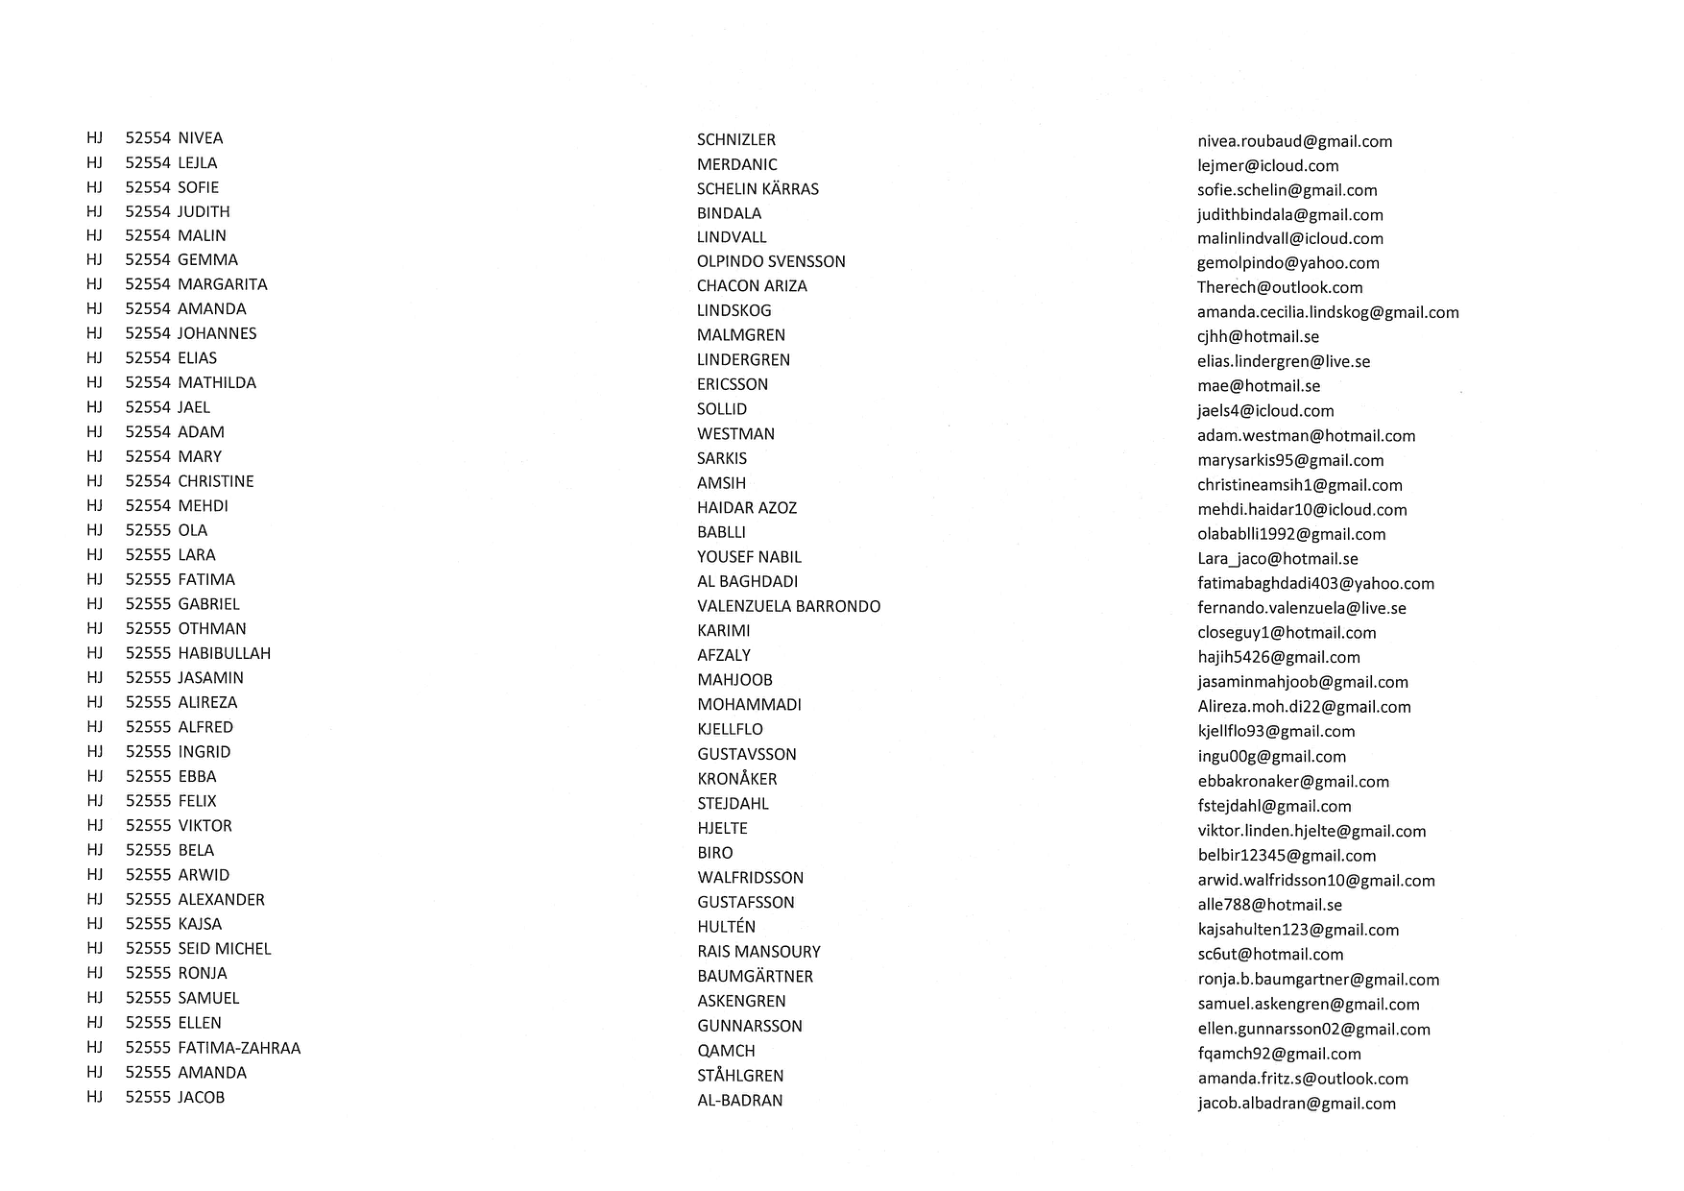 HJ 52554 NIVEA SCHNIZLER nivea.roubaud@gmail.com
HJ 52554 LEJLA MERDANIC lejmer@icloud.com
HJ 52554 SOFIE SCHELIN KÄRRAS sofie.schelin@gmail.com
HJ 52554 JUDITH BINDALA judithbindala@gmail.com
HJ 52554 MALIN LINDVALL malinlindvall@icloud.com
HJ 52554 GEMMA OLPINDO SVENSSON gemolpindo@yahoo.com
HJ 52554 MARGARITA CHACON ARIZA Therech@outlook.com
HJ 52554 AMANDA LINDSKOG amanda.cecilia.lindskog@gmail.com
HJ 52554 JOHANNES MALMGREN cjhh@hotmail.se
HJ 52554 ELIAS LINDERGREN elias.lindergren@live.se
HJ 52554 MATHILDA ERICSSON mae@hotmail.se
HJ 52554 JAEL SOLLID jaels4@icloud.com
HJ 52554 ADAM WESTMAN adam.westman@hotmail.com
HJ 52554 MARY SARKIS marysarkis95@gmail.com
HJ 52554 CHRISTINE AMSIH christineamsih1@gmail.com
HJ 52554 MEHDI HAIDAR AZOZ mehdi.haidar10@icloud.com
HJ 52555 OLA BABLLI olabablli1992@gmail.com
HJ 52555 LARA YOUSEF NABIL Lara_jaco@hotmail.se
HJ 52555 FATIMA AL BAGHDADI fatimabaghdadi403@yahoo.com
HJ 52555 GABRIEL VALENZUELA BARRONDO fernando.valenzuela@live.se
HJ 52555 OTHMAN KARIMI closeguy1@hotmail.com
HJ 52555 HABIBULLAH AFZALY hajih5426@gmail.com
HJ 52555 JASAMIN MAHJOOB jasaminmahjoob@gmail.com
HJ 52555 ALIREZA MOHAMMADI Alireza.moh.di22@gmail.com
HJ 52555 ALFRED KJELLFLO kjellflo93@gmail.com
HJ 52555 INGRID GUSTAVSSON ingu00g@gmail.com
HJ 52555 EBBA KRONÅKER ebbakronaker@gmail.com
HJ 52555 FELIX STEJDAHL fstejdahl@gmail.com
HJ 52555 VIKTOR HJELTE viktor.linden.hjelte@gmail.com
HJ 52555 BELA BIRO belbir12345@gmail.com
HJ 52555 ARWID WALFRIDSSON arwid.walfridsson10@gmail.com
HJ 52555 ALEXANDER GUSTAFSSON alle788@hotmail.se
HJ 52555 KAJSA HULTÉN kajsahulten123@gmail.com
HJ 52555 SEID MICHEL RAIS MANSOURY sc6ut@hotmail.com
HJ 52555 RONJA BAUMGÄRTNER ronja.b.baumgartner@gmail.com
HJ 52555 SAMUEL ASKENGREN samuel.askengren@gmail.com
HJ 52555 ELLEN GUNNARSSON ellen.gunnarsson02@gmail.com
HJ 52555 FATIMA-ZAHRAA QAMCH fqamch92@gmail.com
HJ 52555 AMANDA STÅHLGREN amanda.fritz.s@outlook.com
HJ 52555 JACOB AL-BADRAN jacob.albadran@gmail.com